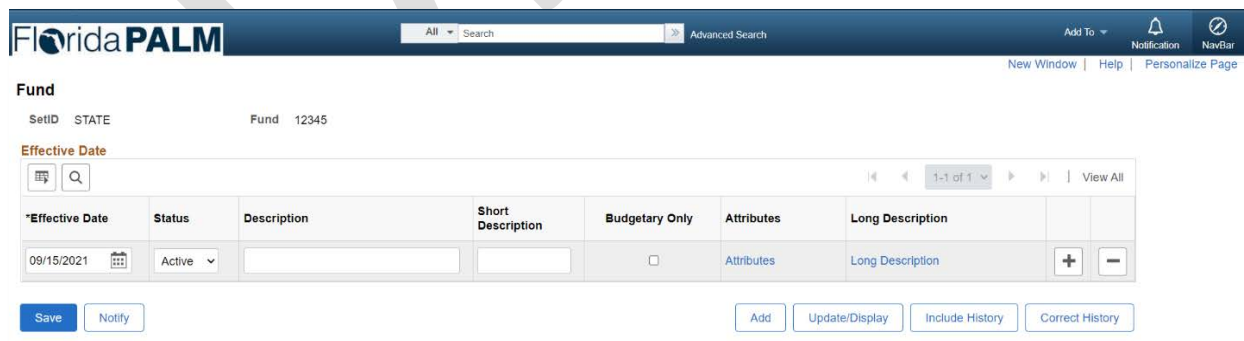 Florida PALM All Search Advanced Search Add To Notification NavBar
New Window | Help | Personalize Page
Fund
SetID STATE Fund 12345
Effective Date
1-1 of 1 | View All
*Effective Date Status Description Short Description Budgetary Only Attributes Long Description
09/15/2021 Active Attributes Long Description
Save Notify Add Update/Display Include History Correct History